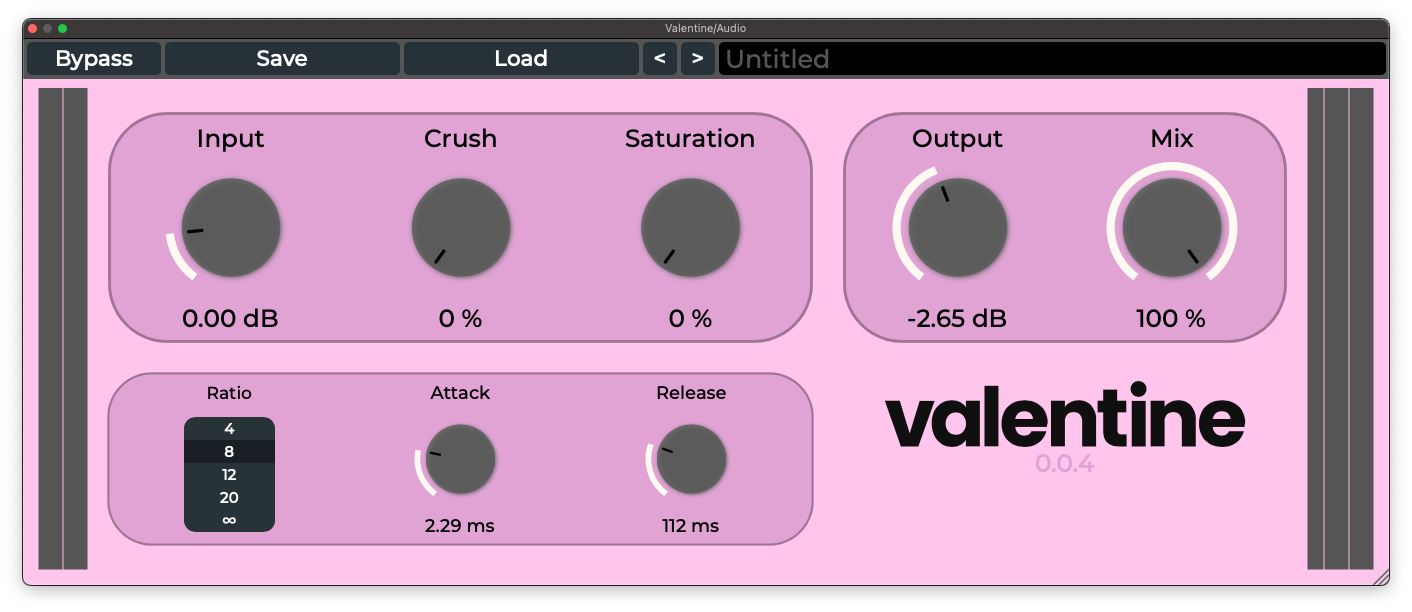 Valentine/Audio
Bypass Save Load < > Untitled
Input Crush Saturation Output Mix
0.00 dB 0 % 0 % -2.65 dB 100 %
Ratio Attack Release
4
8
12
20
∞
2.29 ms 112 ms
valentine
0.0.4